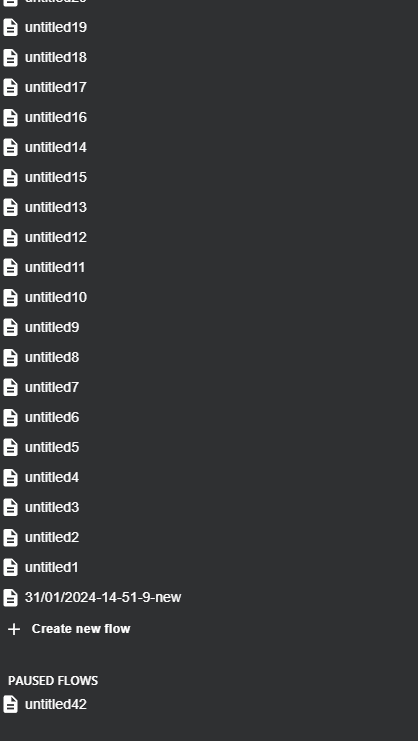 untitled19
untitled18
untitled17
untitled16
untitled14
untitled15
untitled13
untitled12
untitled11
untitled10
untitled9
untitled8
untitled7
untitled6
untitled5
untitled4
untitled3
untitled2
untitled1
31/01/2024-14-51-9-new
Create new flow
PAUSED FLOWS
untitled42